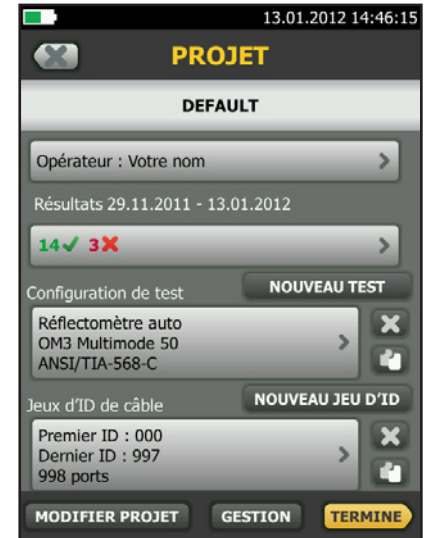 13.01.2012 14:46:15
PROJET
DEFAULT
Opérateur : Votre nom
Résultats 29.11.2011 - 13.01.2012
14✔ 3✖
NOUVEAU TEST
Configuration de test
Réflectomètre auto
OM3 Multimode 50
ANSI/TIA-568-C
NOUVEAU JEU D'ID
Jeux d'ID de câble
Premier ID : 000
Dernier ID : 997
998 ports
MODIFIER PROJET GESTION TERMINE